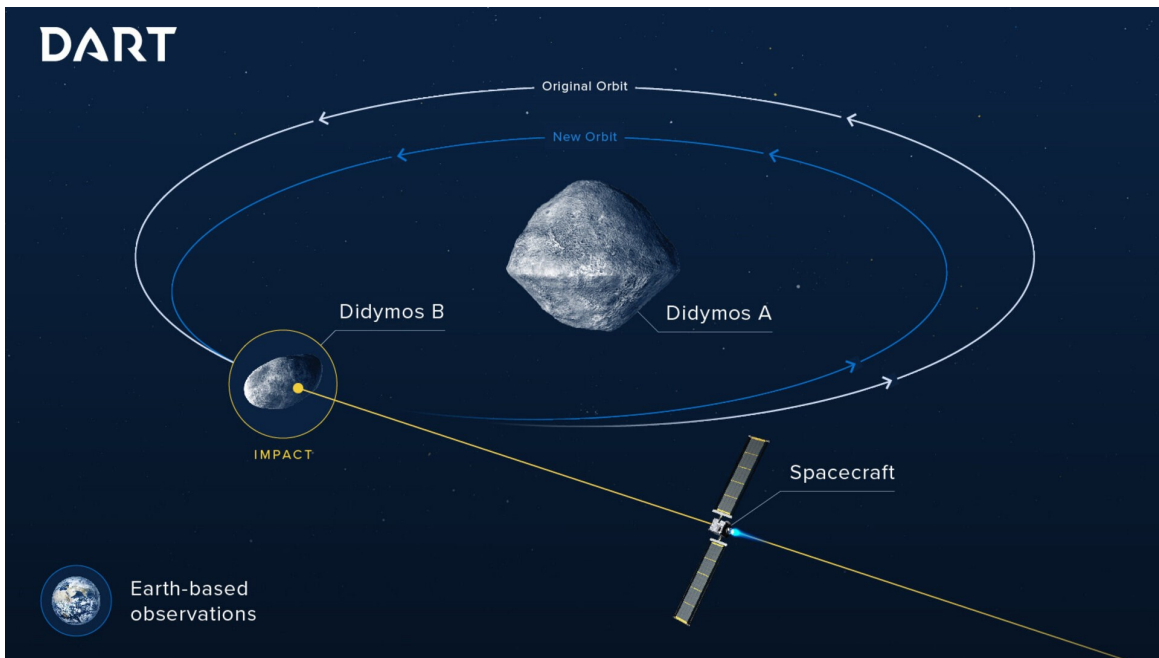 DART
Original Orbit
New Orbit
Didymos B
Didymos A
IMPACT
Spacecraft
Earth-based
observations